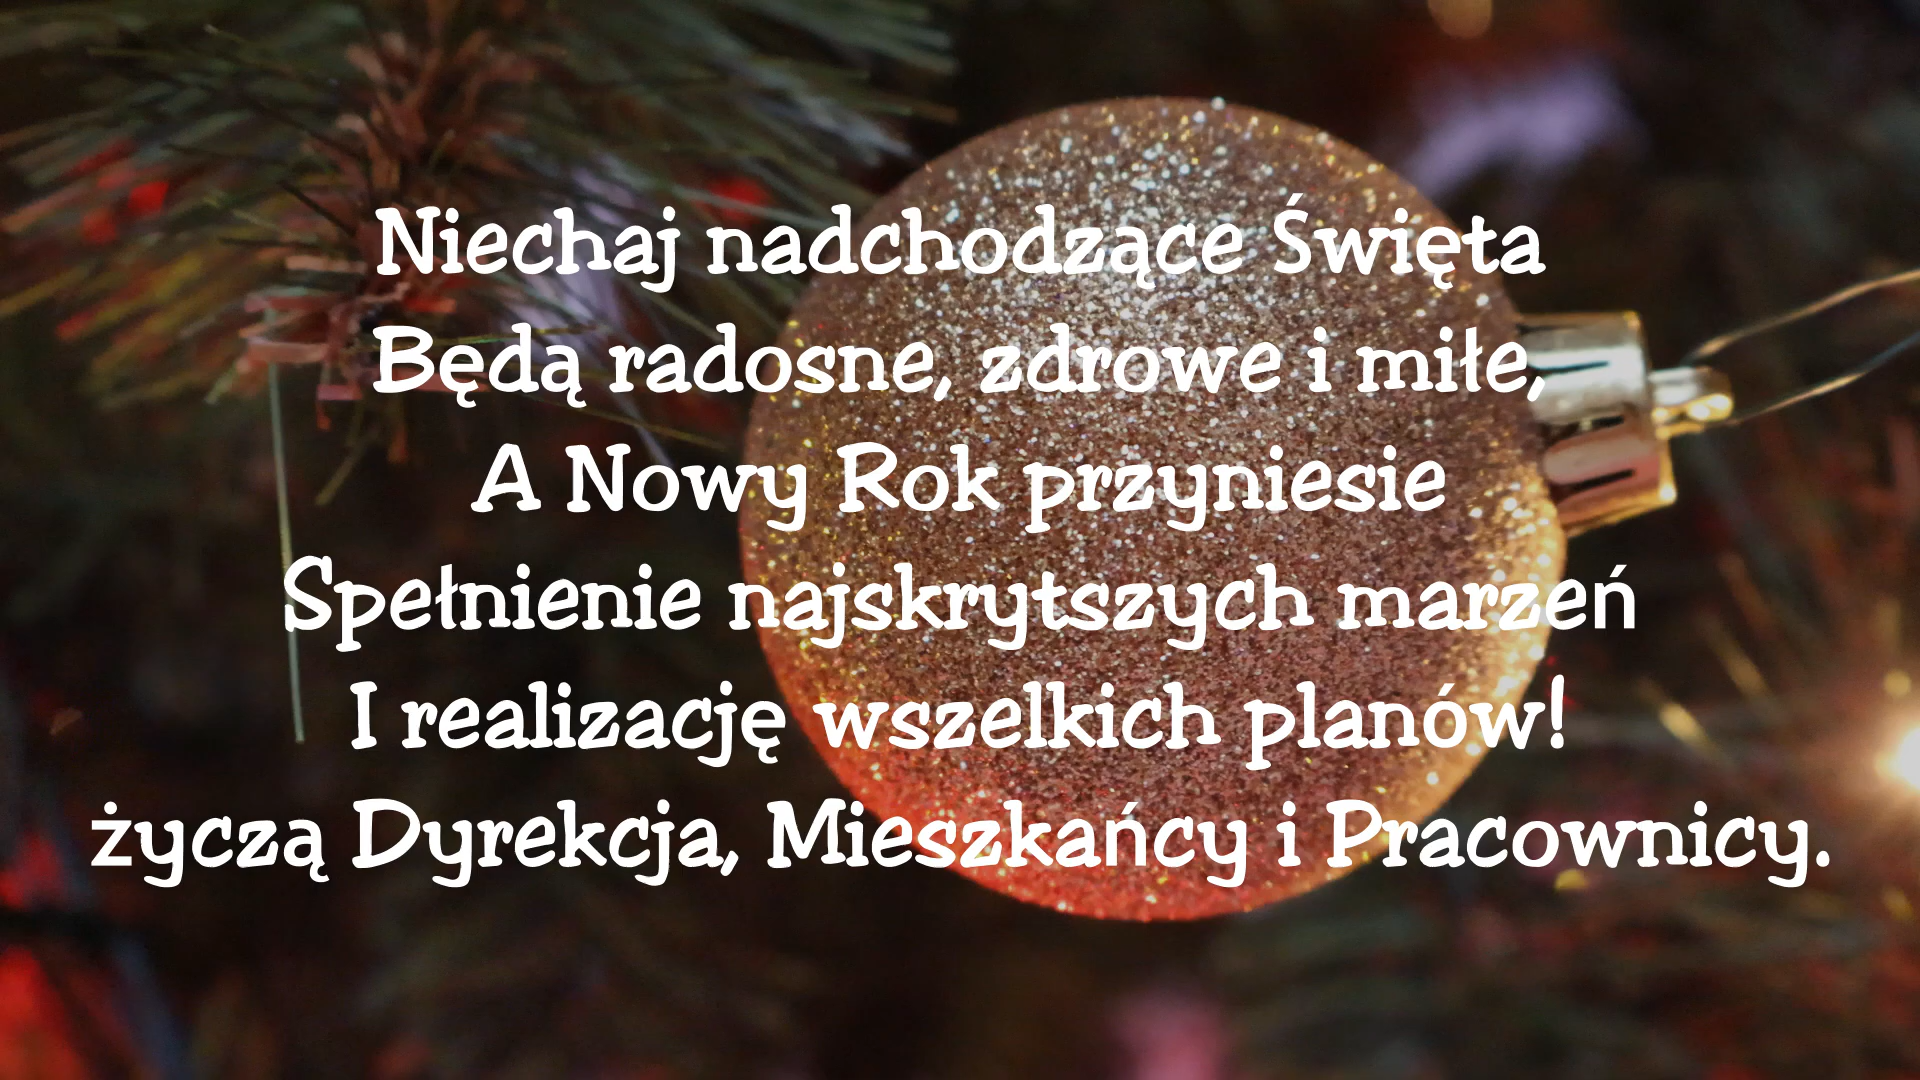 Niechaj nadchodzące Święta
Będą radosne, zdrowe i miłe,
A Nowy Rok przyniesie
Spełnienie najskrytszych marzeń
I realizację wszelkich planów!
życzą Dyrekcja, Mieszkańcy i Pracownicy.